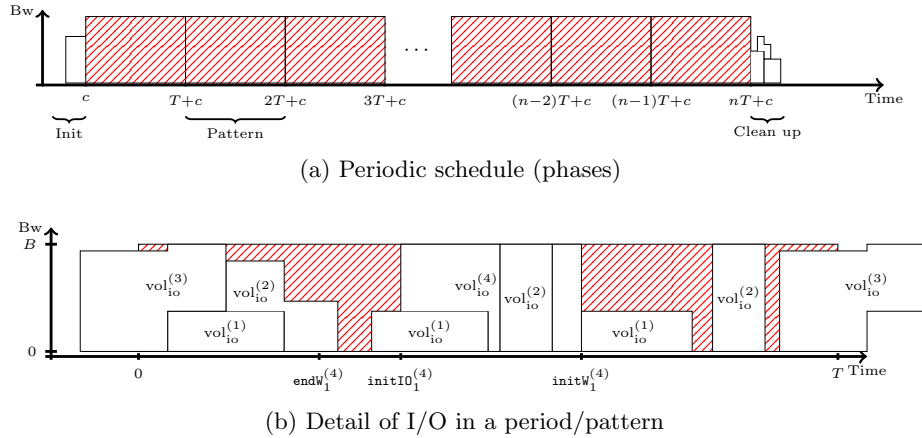 Bw
...
c T+c 2T+c 3T+c (n−2)T+c (n−1)T+c nT+c Time
Init Pattern Clean up
(a) Periodic schedule (phases)
Bw
B
vol_io^(3) vol_io^(2) vol_io^(4) vol_io^(2) vol_io^(2) vol_io^(3)
vol_io^(1) vol_io^(1) vol_io^(1)
0
0 endW_1^(4) initIO_1^(4) initW_1^(4) T Time
(b) Detail of I/O in a period/pattern